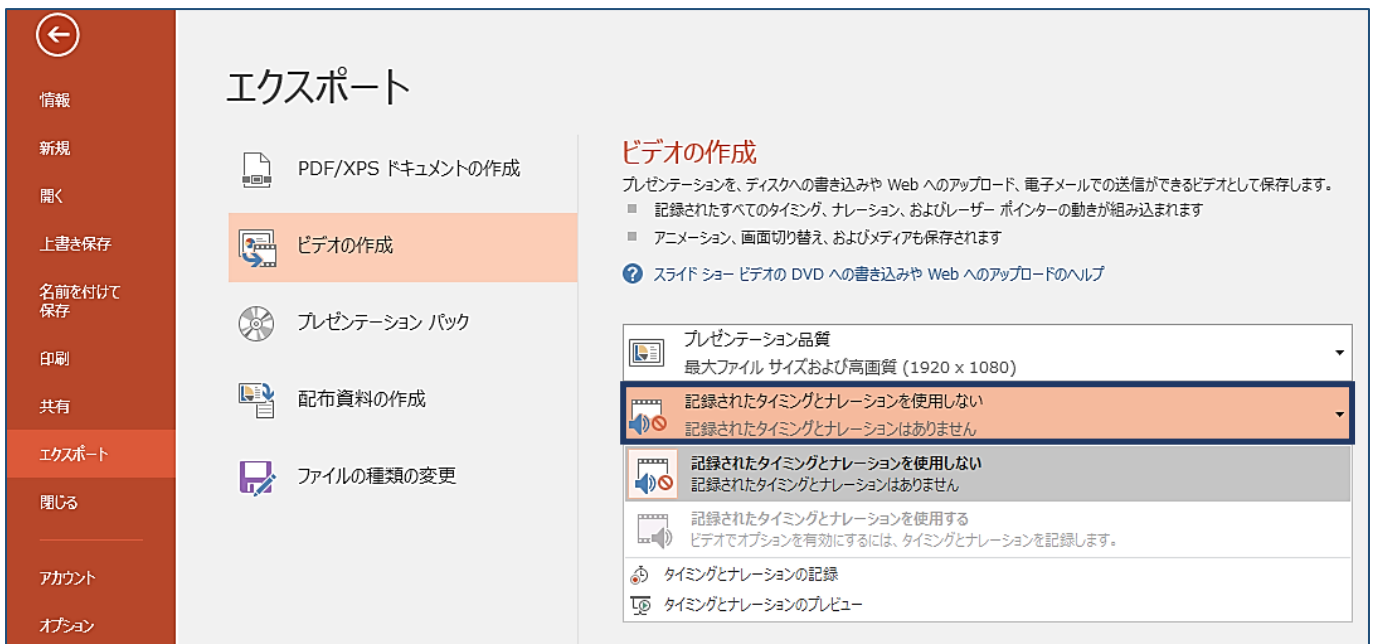 情報
新規
開く
上書き保存
名前を付けて
保存
印刷
共有
エクスポート
閉じる
アカウント
オプション
エクスポート
PDF/XPS ドキュメントの作成
ビデオの作成
プレゼンテーション パック
配布資料の作成
ファイルの種類の変更
ビデオの作成
プレゼンテーションを、ディスクへの書き込みや Web へのアップロード、電子メールでの送信ができるビデオとして保存します。
記録されたすべてのタイミング、ナレーション、およびレーザー ポインターの動きが組み込まれます
アニメーション、画面切り替え、およびメディアも保存されます
スライド ショー ビデオの DVD への書き込みや Web へのアップロードのヘルプ
プレゼンテーション品質
最大ファイル サイズおよび高画質 (1920 x 1080)
記録されたタイミングとナレーションを使用しない
記録されたタイミングとナレーションはありません
記録されたタイミングとナレーションを使用しない
記録されたタイミングとナレーションはありません
記録されたタイミングとナレーションを使用する
ビデオでオプションを有効にするには、タイミングとナレーションを記録します。
タイミングとナレーションの記録
タイミングとナレーションのプレビュー